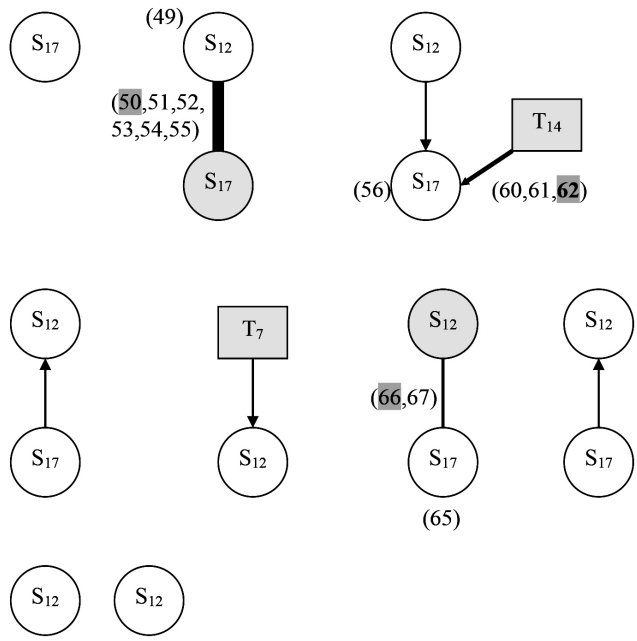 (49)
S17
S12
S12
(50,51,52,
53,54,55)
T14
S17
(56)
S17
(60,61,62)
S12
T7
S12
S12
(66,67)
S17
S12
S17
S17
(65)
S12
S12